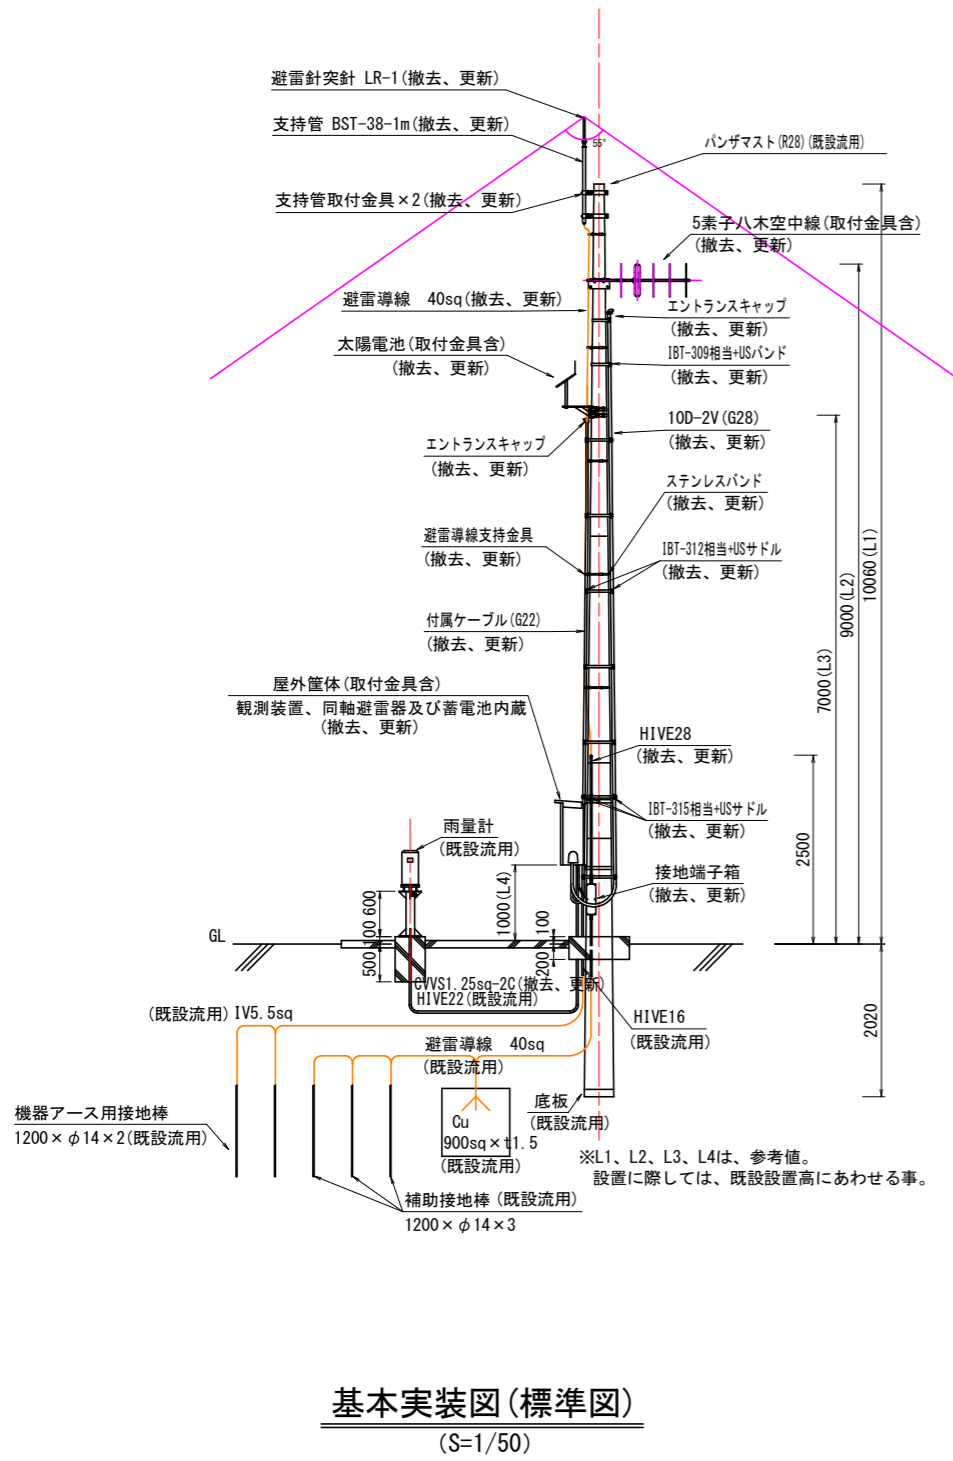 避雷針突針 LR-1(撤去、更新)
支持管 BST-38-1m(撤去、更新)
55°
パンザマスト(R28)(既設流用)
支持管取付金具×2(撤去、更新)
5素子八木空中線(取付金具含)
(撤去、更新)
避雷導線 40sq(撤去、更新)
エントランスキャップ
(撤去、更新)
太陽電池(取付金具含)
(撤去、更新)
IBT-309相当+USバンド
(撤去、更新)
10D-2V(G28)
(撤去、更新)
エントランスキャップ
(撤去、更新)
ステンレスバンド
(撤去、更新)
避雷導線支持金具
(撤去、更新)
IBT-312相当+USサドル
(撤去、更新)
付属ケーブル(G22)
(撤去、更新)
10060(L1)
9000(L2)
7000(L3)
屋外筐体(取付金具含)
観測装置、同軸避雷器及び蓄電池内蔵
(撤去、更新)
HIVE28
(撤去、更新)
IBT-315相当+USサドル
(撤去、更新)
2500
雨量計
(既設流用)
接地端子箱
(撤去、更新)
1000(L4)
600
100
500
100
200
GL
CVVS1.25sq-2C(撤去、更新)
HIVE22(既設流用)
(既設流用) IV5.5sq
HIVE16
(既設流用)
2020
避雷導線 40sq
(既設流用)
機器アース用接地棒
1200×φ14×2(既設流用)
Cu
900sq×t1.5
(既設流用)
底板
(既設流用)
補助接地棒(既設流用)
1200×φ14×3
※L1、L2、L3、L4は、参考値。
設置に際しては、既設設置高にあわせる事。
基本実装図(標準図)
(S=1/50)